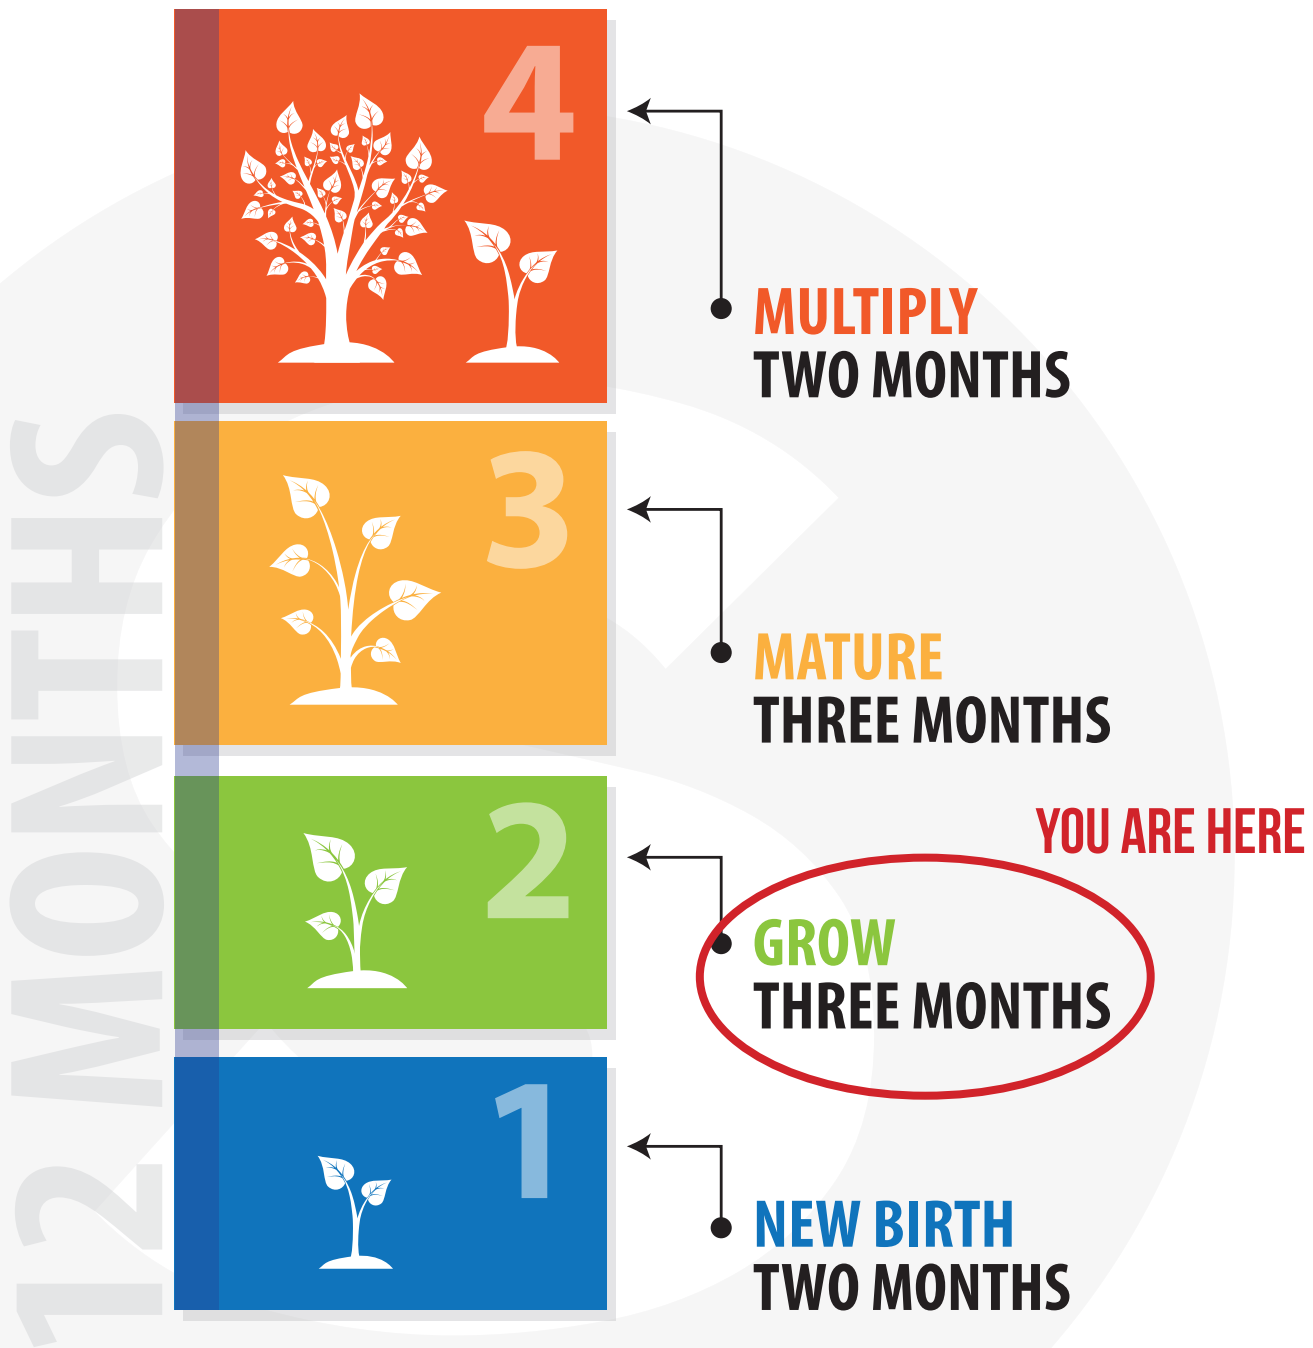 4
MULTIPLY
TWO MONTHS
3
MATURE
THREE MONTHS
YOU ARE HERE
2
GROW
THREE MONTHS
1
NEW BIRTH
TWO MONTHS
12 MONTHS